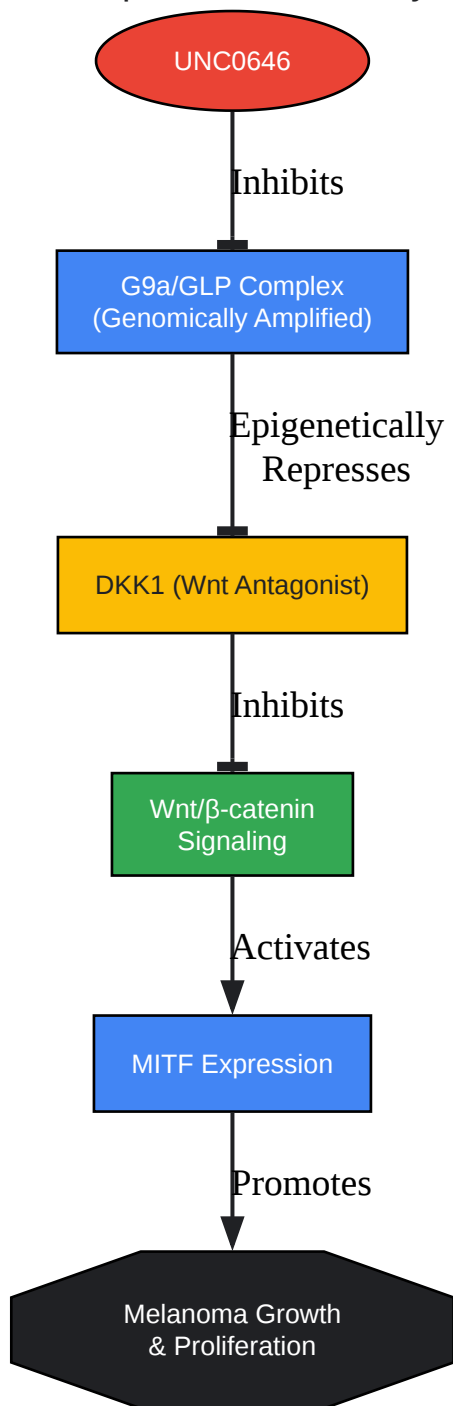 UNC0646
Inhibits
G9a/GLP Complex
(Genomically Amplified)
Epigenetically
Represses
DKK1 (Wnt Antagonist)
Inhibits
Wnt/β-catenin
Signaling
Activates
MITF Expression
Promotes
Melanoma Growth
& Proliferation